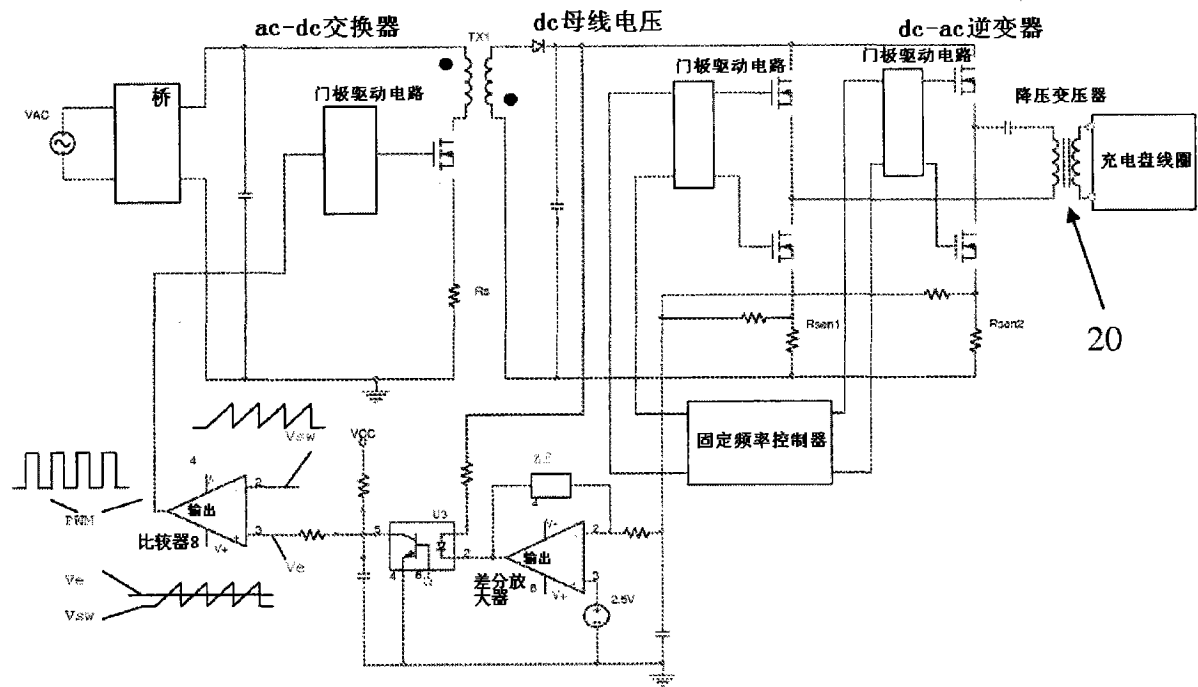 ac-dc交换器
dc母线电压
dc-ac逆变器
TX1
桥
VAC
门极驱动电路
门极驱动电路
门极驱动电路
降压变压器
充电盘线圈
Rs
Rsen1
Rsen2
20
固定频率控制器
Vsw
VCC
4
2
输出
PWM
比较器8
V+
3
Ve
5
U3
4
6
2
V+
2
输出
差分放
大器
6
V+
3
2.5V
Ve
Vsw